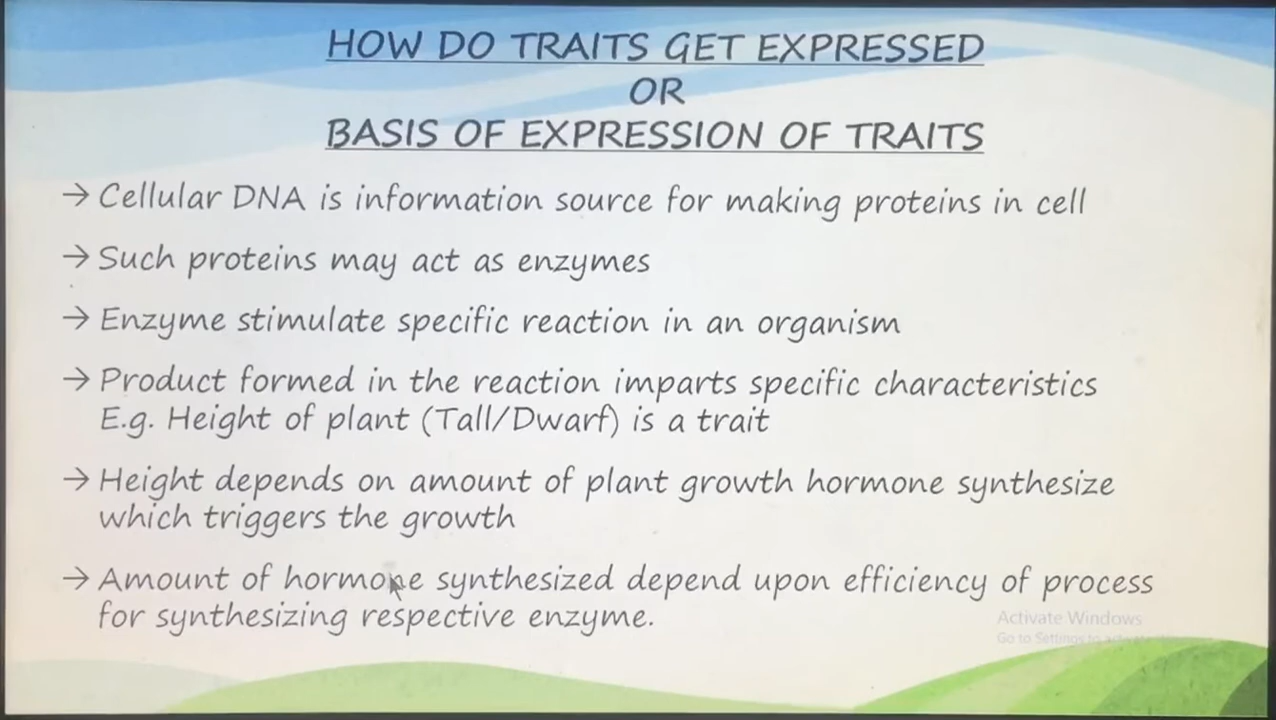 HOW DO TRAITS GET EXPRESSED
OR
BASIS OF EXPRESSION OF TRAITS
→ Cellular DNA is information source for making proteins in cell
→ Such proteins may act as enzymes
→ Enzyme stimulate specific reaction in an organism
→ Product formed in the reaction imparts specific characteristics
E.g. Height of plant (Tall/Dwarf) is a trait
→ Height depends on amount of plant growth hormone synthesize
which triggers the growth
→ Amount of hormone synthesized depend upon efficiency of process
for synthesizing respective enzyme.
Activate Windows
Go to Settings to